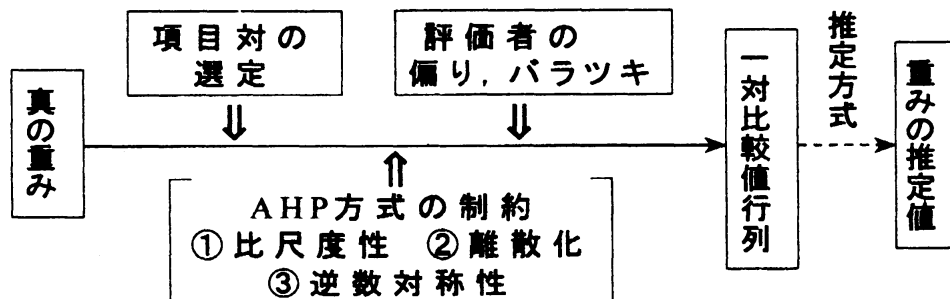 項目対の
選定
評価者の
偏り，バラツキ
真の重み
一対比較値行列
推定方式
重みの推定値
AHP方式の制約
①比尺度性 ②離散化
③逆数対称性